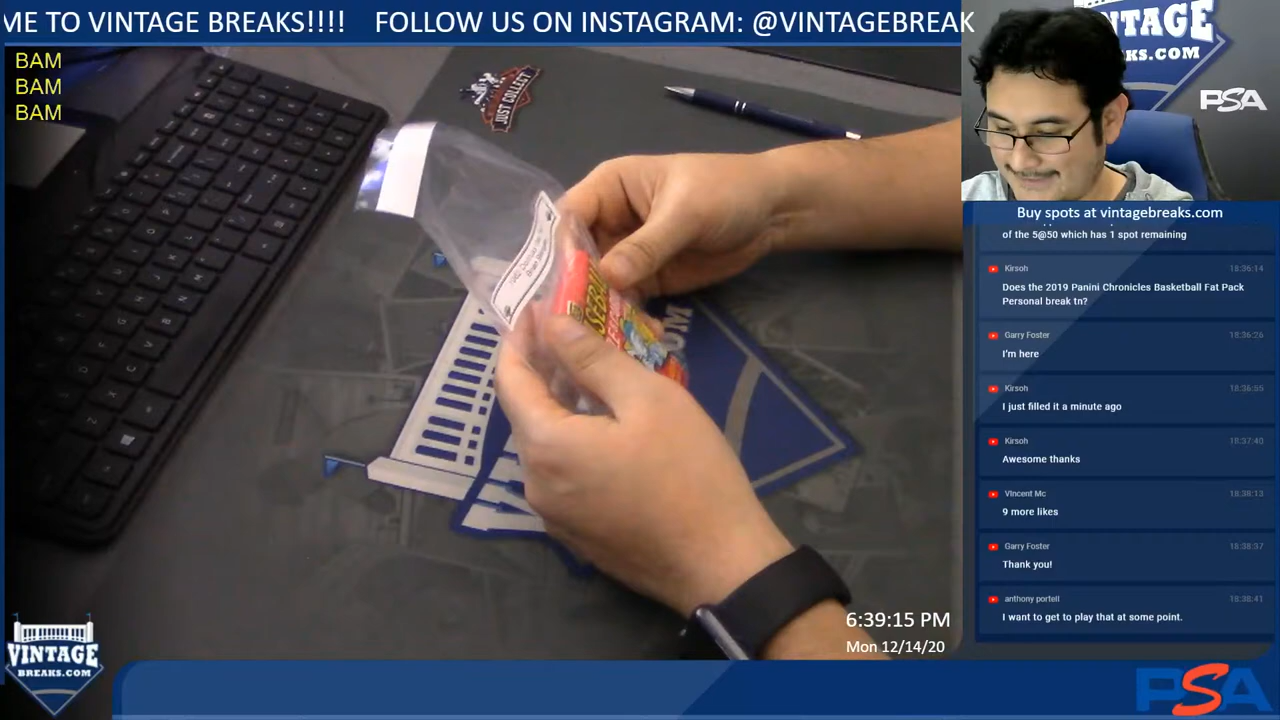 ME TO VINTAGE BREAKS!!!! FOLLOW US ON INSTAGRAM: @VINTAGEBREAK
BAM
BAM
BAM
JUST COLLECT
VINTAGE
KS.COM
PSA
Buy spots at vintagebreaks.com
of the 5@50 which has 1 spot remaining
Kirsoh 18:36:14
Does the 2019 Panini Chronicles Basketball Fat Pack
Personal break tn?
Garry Foster 18:36:26
I'm here
Kirsoh 18:36:55
I just filled it a minute ago
Kirsoh 18:37:40
Awesome thanks
Vincent Mc 18:38:13
9 more likes
Garry Foster 18:38:37
Thank you!
anthony portell 18:38:41
I want to get to play that at some point.
6:39:15 PM
Mon 12/14/20
VINTAGE
BREAKS.COM
PSA